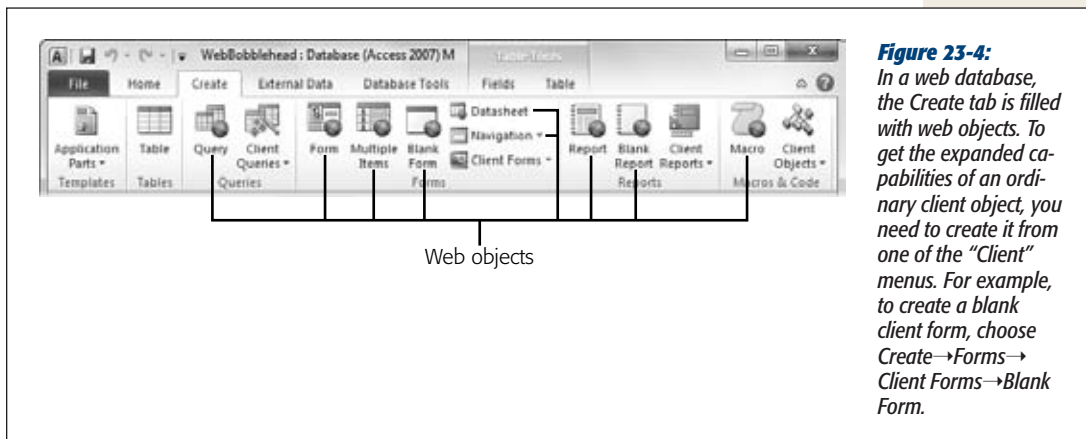 WebBobblehead : Database (Access 2007) M
Table Tools
File Home Create External Data Database Tools Fields Table
Application Parts
Table
Query
Client Queries
Form
Multiple Items
Blank Form
Datasheet
Navigation
Client Forms
Report
Blank Report
Client Reports
Macro
Client Objects
Templates Tables Queries Forms Reports Macros & Code
Web objects
Figure 23-4:
In a web database,
the Create tab is filled
with web objects. To
get the expanded ca-
pabilities of an ordi-
nary client object, you
need to create it from
one of the “Client”
menus. For example,
to create a blank
client form, choose
Create→Forms→
Client Forms→Blank
Form.